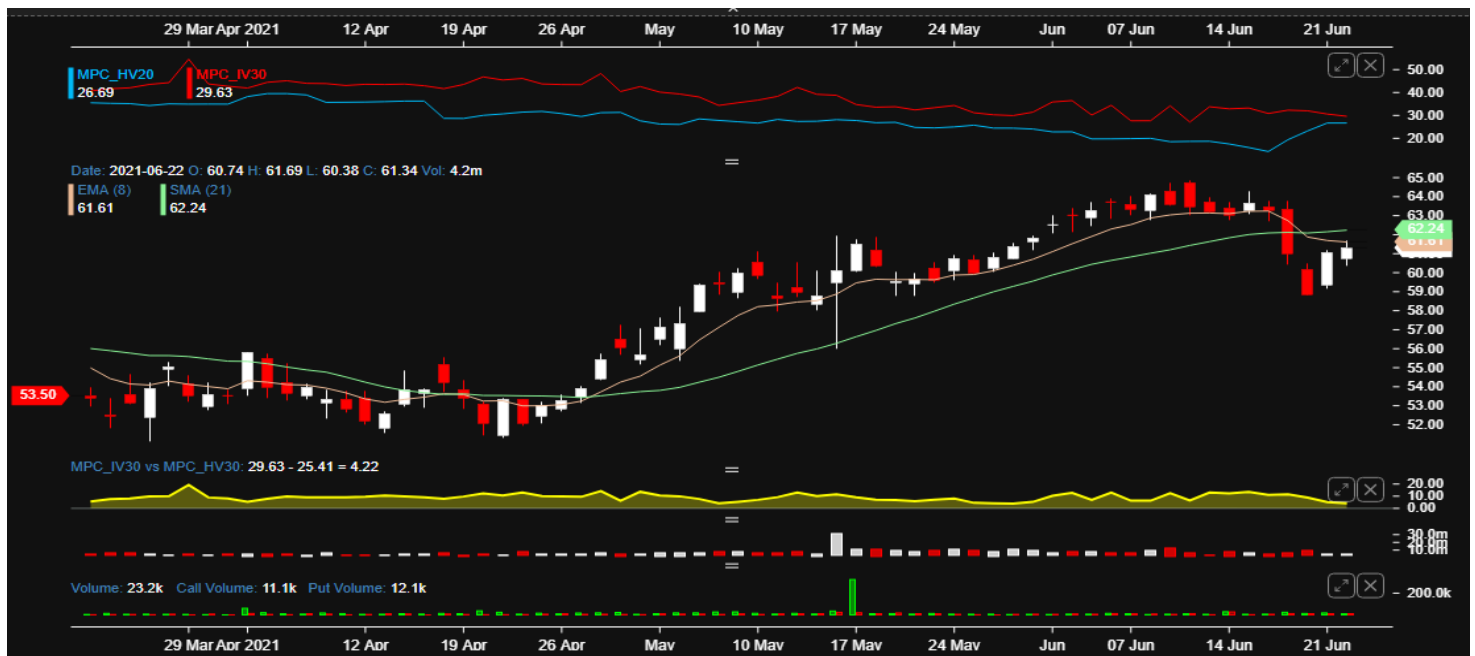 29 Mar Apr 2021 12 Apr 19 Apr 26 Apr May 10 May 17 May 24 May Jun 07 Jun 14 Jun 21 Jun
MPC_HV20 MPC_IV30
26.69 29.63
50.00
40.00
30.00
20.00
Date: 2021-06-22 O: 60.74 H: 61.69 L: 60.38 C: 61.34 Vol: 4.2m
EMA (8) SMA (21)
61.61 62.24
65.00
64.00
63.00
62.24
61.61
60.00
59.00
58.00
57.00
56.00
55.00
54.00
53.50
53.00
52.00
MPC_IV30 vs MPC_HV30: 29.63 - 25.41 = 4.22
20.00
10.00
0.00
30.0m
20.0m
10.0m
Volume: 23.2k Call Volume: 11.1k Put Volume: 12.1k
200.0k
29 Mar Apr 2021 12 Apr 19 Apr 26 Apr May 10 May 17 May 24 May Jun 07 Jun 14 Jun 21 Jun